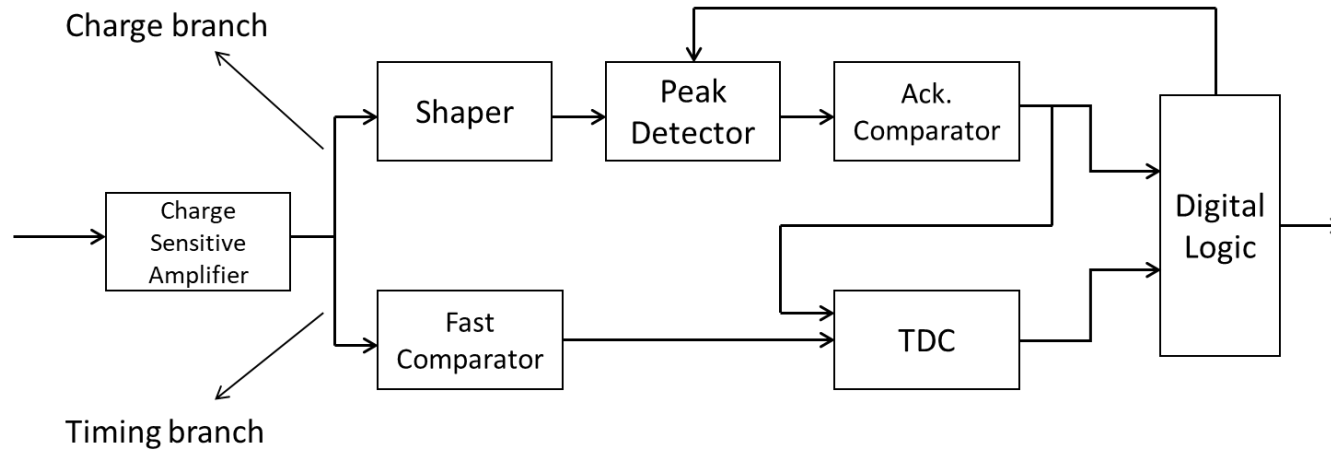 Charge branch
Shaper
Peak
Detector
Ack.
Comparator
Charge
Sensitive
Amplifier
Digital
Logic
Fast
Comparator
TDC
Timing branch